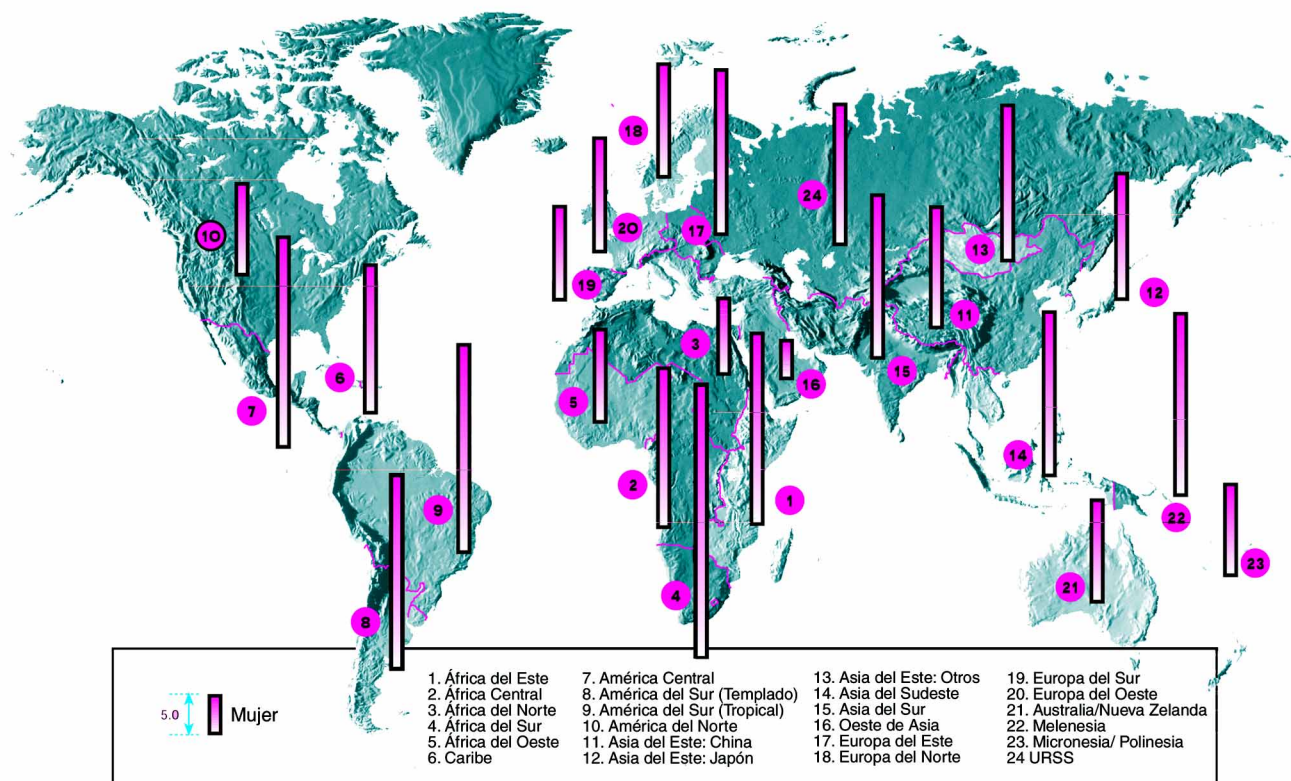 18
24
10
20
17
13
19
12
11
3
6
16
15
7
5
14
2
9
1
22
23
21
4
8
5.0
Mujer
1. África del Este
2. África Central
3. África del Norte
4. África del Sur
5. África del Oeste
6. Caribe
7. América Central
8. América del Sur (Templado)
9. América del Sur (Tropical)
10. América del Norte
11. Asia del Este: China
12. Asia del Este: Japón
13. Asia del Este: Otros
14. Asia del Sudeste
15. Asia del Sur
16. Oeste de Asia
17. Europa del Este
18. Europa del Norte
19. Europa del Sur
20. Europa del Oeste
21. Australia/Nueva Zelanda
22. Melenesia
23. Micronesia/ Polinesia
24 URSS